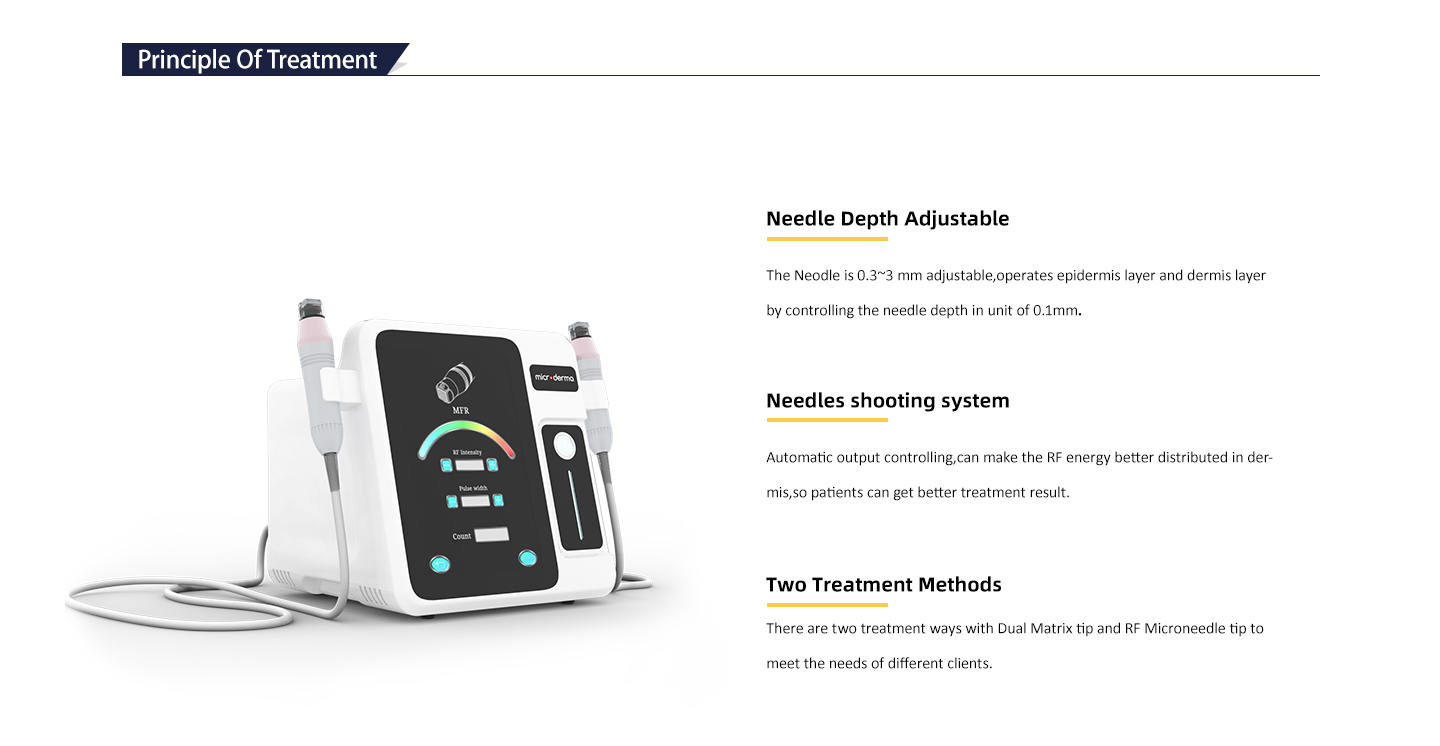 Principle Of Treatment
Needle Depth Adjustable
The Neodle is 0.3~3 mm adjustable,operates epidermis layer and dermis layer
by controlling the needle depth in unit of 0.1mm.
Needles shooting system
Automatic output controlling,can make the RF energy better distributed in der-
mis,so patients can get better treatment result.
Two Treatment Methods
There are two treatment ways with Dual Matrix tip and RF Microneedle tip to
meet the needs of different clients.
micr•derma
MFR
RF Intensity
Pulse width
Count